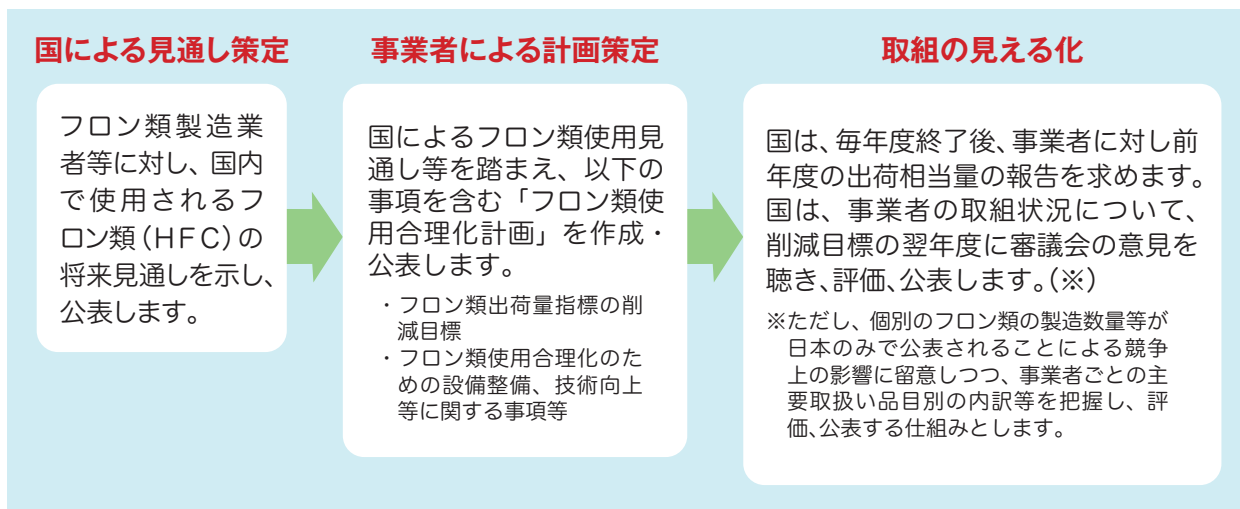 国による見通し策定
フロン類製造業
者等に対し、国内
で使用されるフ
ロン類（ＨＦＣ）の
将来見通しを示し、
公表します。
事業者による計画策定
国によるフロン類使用見
通し等を踏まえ、以下の
事項を含む「フロン類使
用合理化計画」を作成・
公表します。
・フロン類出荷量指標の削
減目標
・フロン類使用合理化のた
めの設備整備、技術向上
等に関する事項等
取組の見える化
国は、毎年度終了後、事業者に対し前
年度の出荷相当量の報告を求めます。
国は、事業者の取組状況について、
削減目標の翌年度に審議会の意見を
聴き、評価、公表します。（※）
※ただし、個別のフロン類の製造数量等が
日本のみで公表されることによる競争
上の影響に留意しつつ、事業者ごとの主
要取扱い品目別の内訳等を把握し、評
価、公表する仕組みとします。